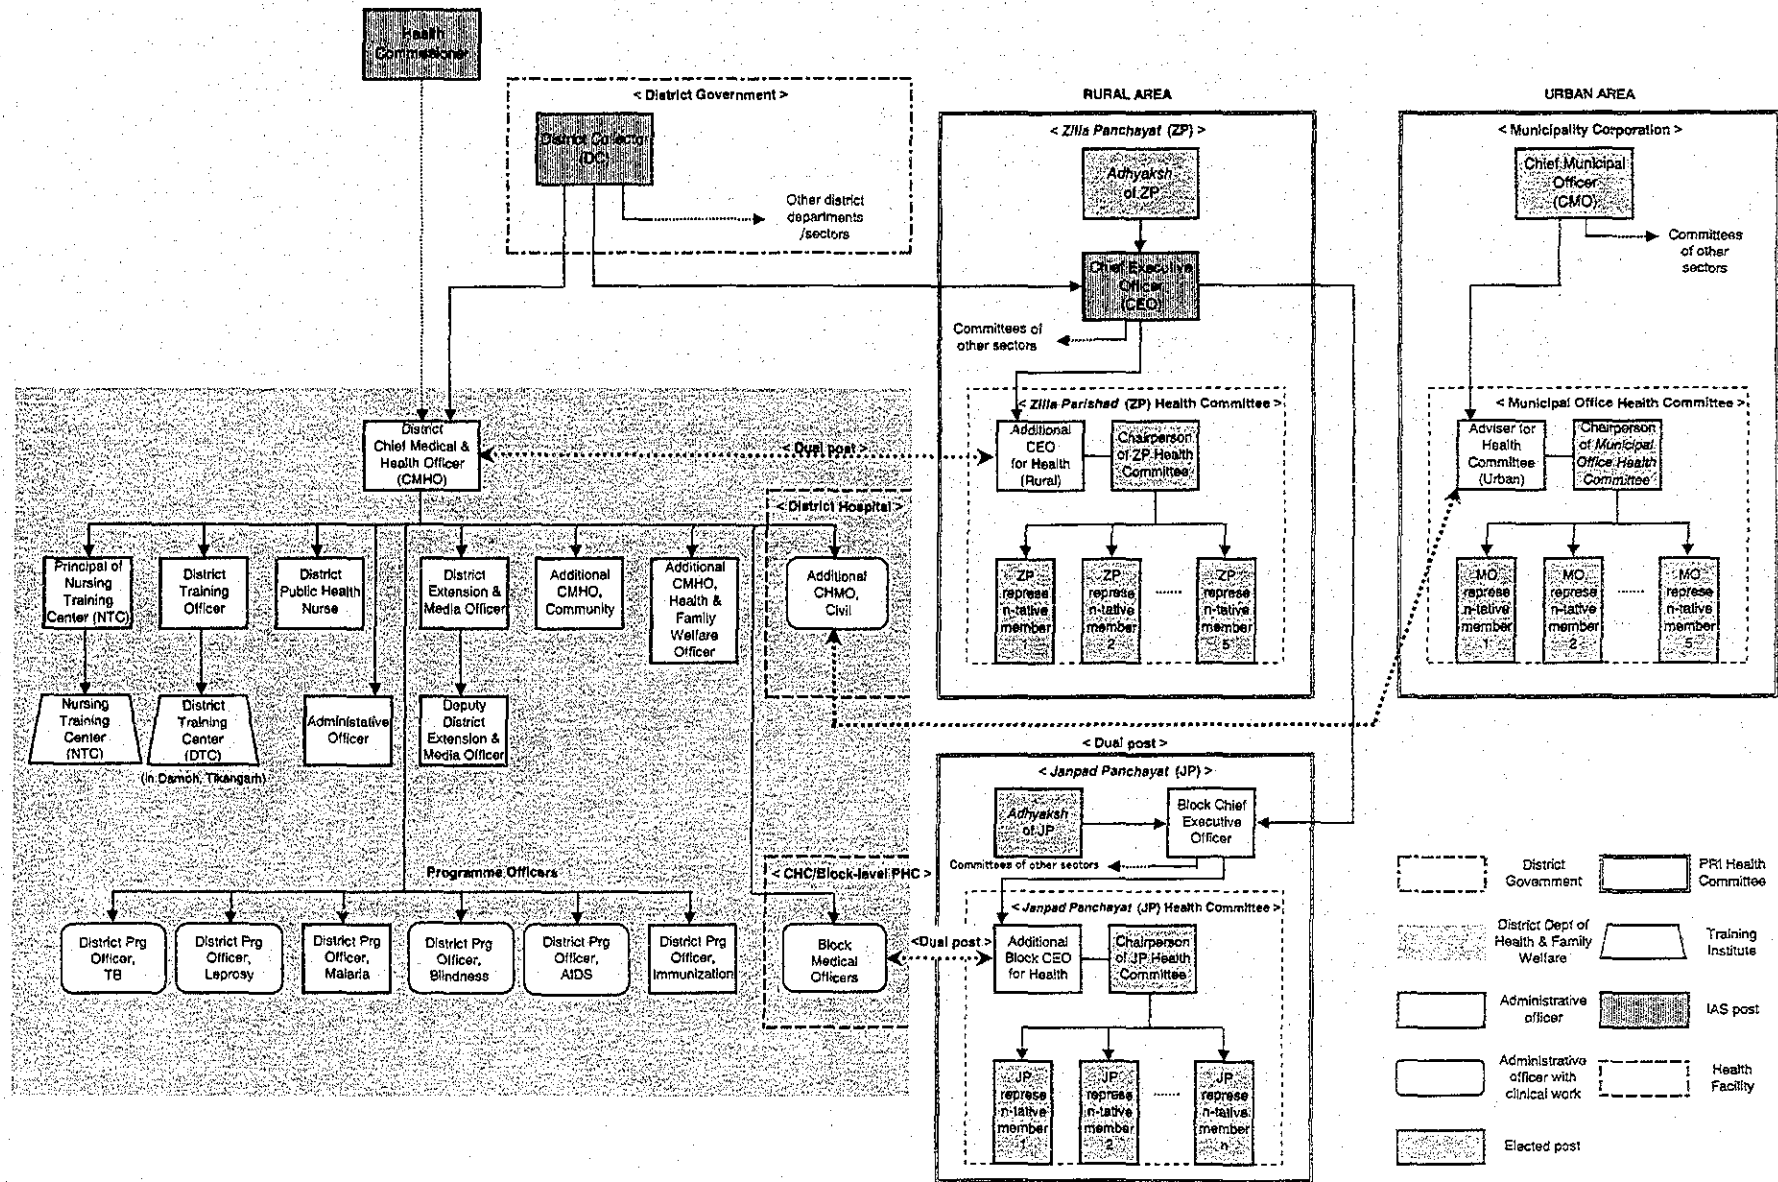 Health
Commissioner
< District Government >
District Collector
(DC)
Other district
departments
/sectors
RURAL AREA
< Zilla Panchayat (ZP) >
Adhyaksh
of ZP
Chief Executive
Officer
(CEO)
Committees of
other sectors
URBAN AREA
< Municipality Corporation >
Chief Municipal
Officer
(CMO)
Committees
of other
sectors
District
Chief Medical &
Health Officer
(CMHO)
< Dual post >
< Zilla Parishad (ZP) Health Committee >
Additional
CEO
for Health
(Rural)
Chairperson
of ZP Health
Committee
ZP
represe
n-tative
member
1
ZP
represe
n-tative
member
2
......
ZP
represe
n-tative
member
5
< Municipal Office Health Committee >
Adviser for
Health
Committee
(Urban)
Chairperson
of Municipal
Office Health
Committee
MO
represe
n-tative
member
1
MO
represe
n-tative
member
2
......
MO
represe
n-tative
member
5
Principal of
Nursing
Training
Center (NTC)
District
Training
Officer
District
Public Health
Nurse
District
Extension &
Media Officer
Additional
CMHO,
Community
Additional
CMHO,
Health &
Family
Welfare
Officer
< District Hospital >
Additional
CHMO,
Civil
Nursing
Training
Center
(NTC)
District
Training
Center
(DTC)
(in Damoh, Tikangarh)
Administative
Officer
Deputy
District
Extension &
Media Officer
< Dual post >
< Janpad Panchayat (JP) >
Adhyaksh
of JP
Block Chief
Executive
Officer
Committees of other sectors
Programme Officers
District Prg
Officer,
TB
District Prg
Officer,
Leprosy
District Prg
Officer,
Malaria
District Prg
Officer,
Blindness
District Prg
Officer,
AIDS
District Prg
Officer,
Immunization
< CHC/Block-level PHC >
Block
Medical
Officers
<Dual post>
< Janpad Panchayat (JP) Health Committee >
Additional
Block CEO
for Health
Chairperson
of JP Health
Committee
JP
represe
n-tative
member
1
JP
represe
n-tative
member
2
......
JP
represe
n-tative
member
n
District
Government
PRI Health
Committee
District Dept of
Health & Family
Welfare
Training
Institute
Administrative
officer
IAS post
Administrative
officer with
clinical work
Health
Facility
Elected post